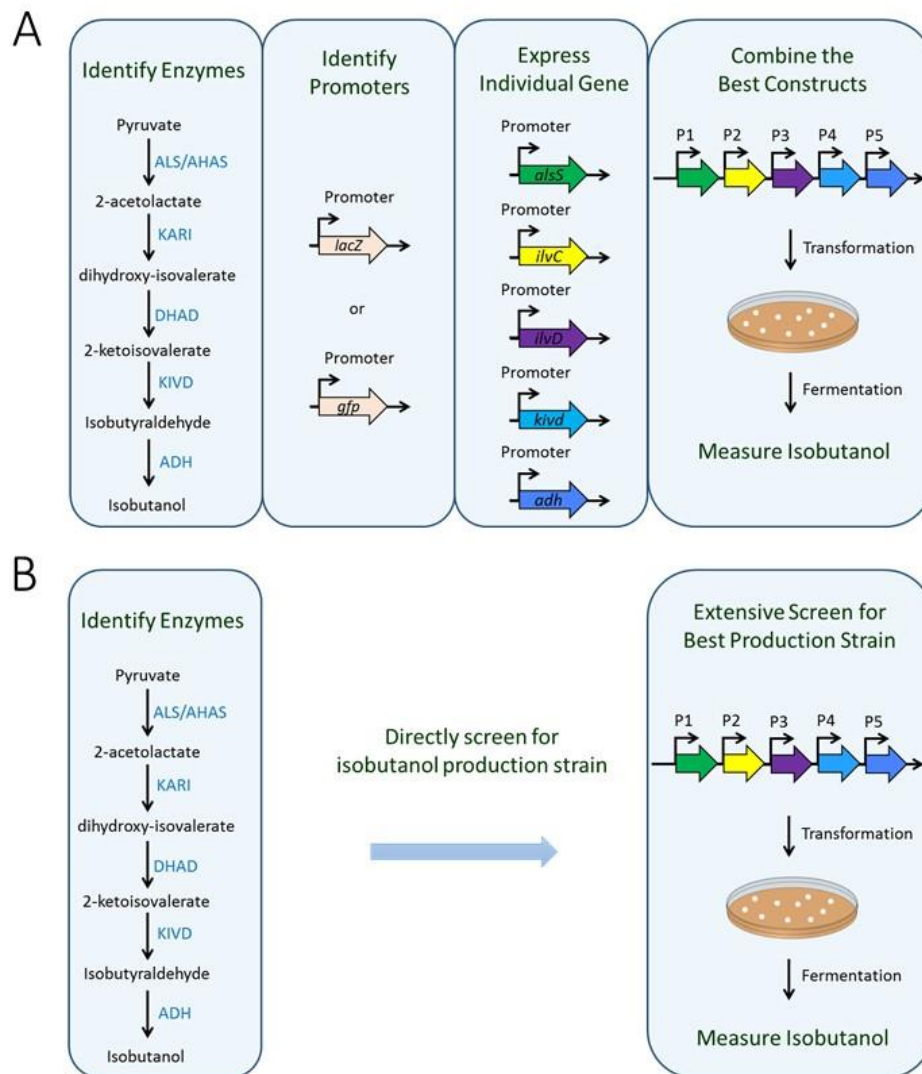 A
Identify Enzymes
Pyruvate
ALS/AHAS
2-acetolactate
KARI
dihydroxy-isovalerate
DHAD
2-ketoisovalerate
KIVD
Isobutyraldehyde
ADH
Isobutanol
Identify
Promoters
Promoter
lacZ
or
Promoter
gfp
Express
Individual Gene
Promoter
alsS
Promoter
ilvC
Promoter
ilvD
Promoter
kivd
Promoter
adh
Combine the
Best Constructs
P1 P2 P3 P4 P5
Transformation
Fermentation
Measure Isobutanol
B
Identify Enzymes
Pyruvate
ALS/AHAS
2-acetolactate
KARI
dihydroxy-isovalerate
DHAD
2-ketoisovalerate
KIVD
Isobutyraldehyde
ADH
Isobutanol
Directly screen for
isobutanol production strain
Extensive Screen for
Best Production Strain
P1 P2 P3 P4 P5
Transformation
Fermentation
Measure Isobutanol